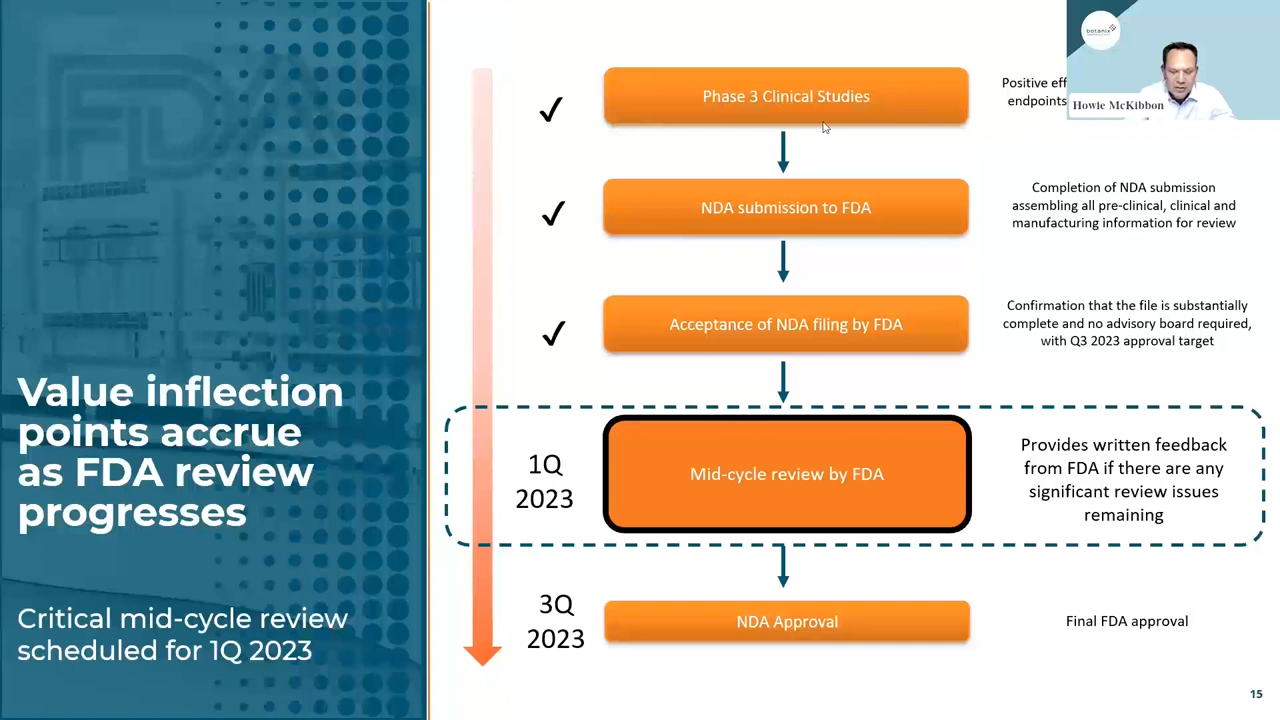 FDA
Value inflection
points accrue
as FDA review
progresses
Critical mid-cycle review
scheduled for 1Q 2023
Phase 3 Clinical Studies
Positive
endpoints
NDA submission to FDA
Completion of NDA submission
assembling all pre-clinical, clinical and
manufacturing information for review
Acceptance of NDA filing by FDA
Confirmation that the file is substantially
complete and no advisory board required,
with Q3 2023 approval target
1Q
2023
Mid-cycle review by FDA
Provides written feedback
from FDA if there are any
significant review issues
remaining
3Q
2023
NDA Approval
Final FDA approval
15
botanix
Howie McKibbon